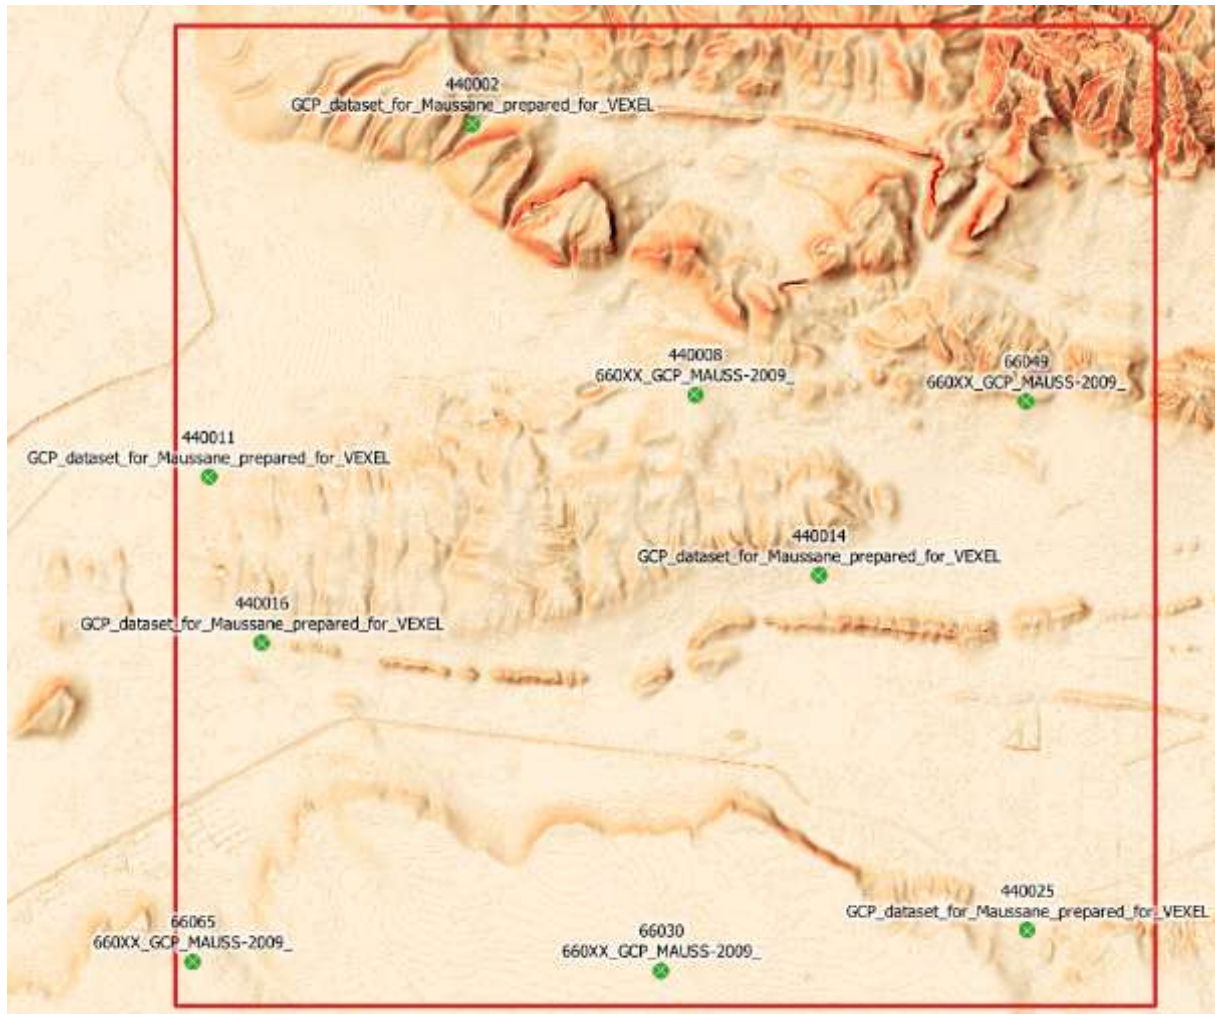 440002
GCP_dataset_for_Maussane_prepared_for_VEXEL
440008
660XX_GCP_MAUSS-2009_
66049
660XX_GCP_MAUSS-2009_
440011
GCP_dataset_for_Maussane_prepared_for_VEXEL
440014
GCP_dataset_for_Maussane_prepared_for_VEXEL
440016
GCP_dataset_for_Maussane_prepared_for_VEXEL
440025
GCP_dataset_for_Maussane_prepared_for_VEXEL
66065
660XX_GCP_MAUSS-2009_
66030
660XX_GCP_MAUSS-2009_